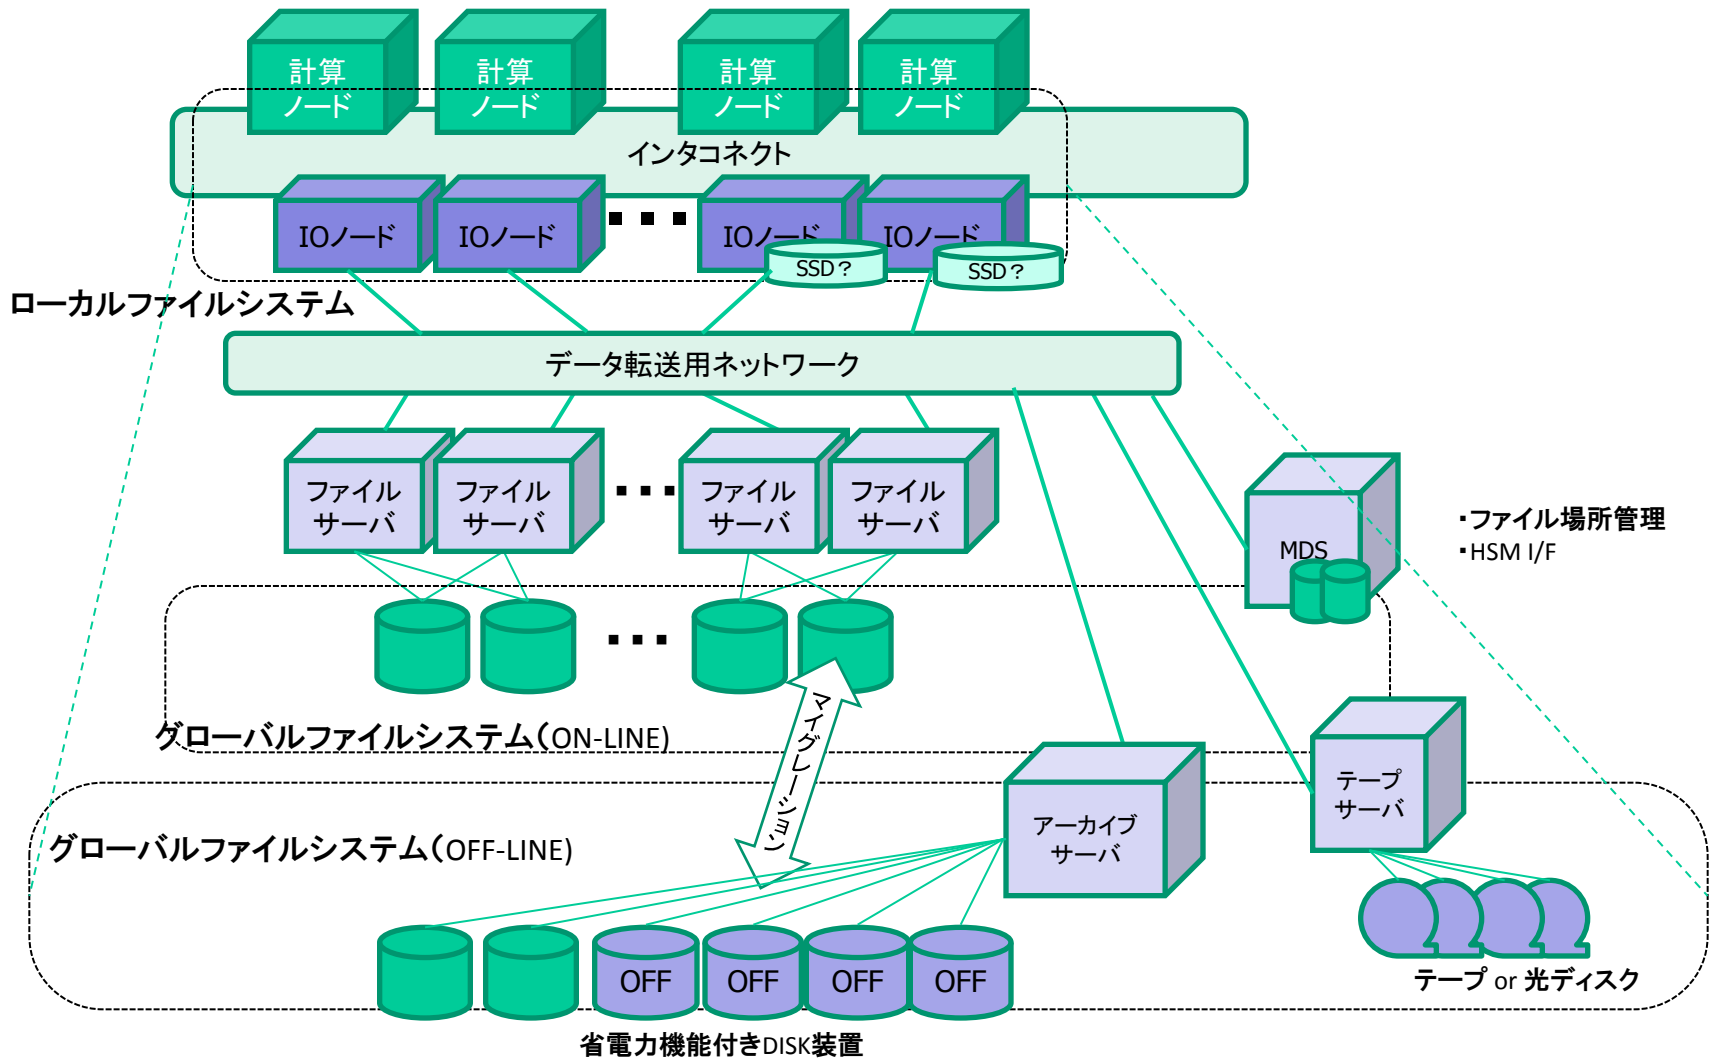 計算
ノード
計算
ノード
計算
ノード
計算
ノード
インタコネクト
IOノード
IOノード
IOノード
IOノード
SSD？
SSD？
ローカルファイルシステム
データ転送用ネットワーク
ファイル
サーバ
ファイル
サーバ
ファイル
サーバ
ファイル
サーバ
MDS
・ファイル場所管理
・HSM I/F
グローバルファイルシステム(ON-LINE)
マイグレーション
テープ
サーバ
アーカイブ
サーバ
グローバルファイルシステム(OFF-LINE)
OFF
OFF
OFF
OFF
テープ or 光ディスク
省電力機能付きDISK装置